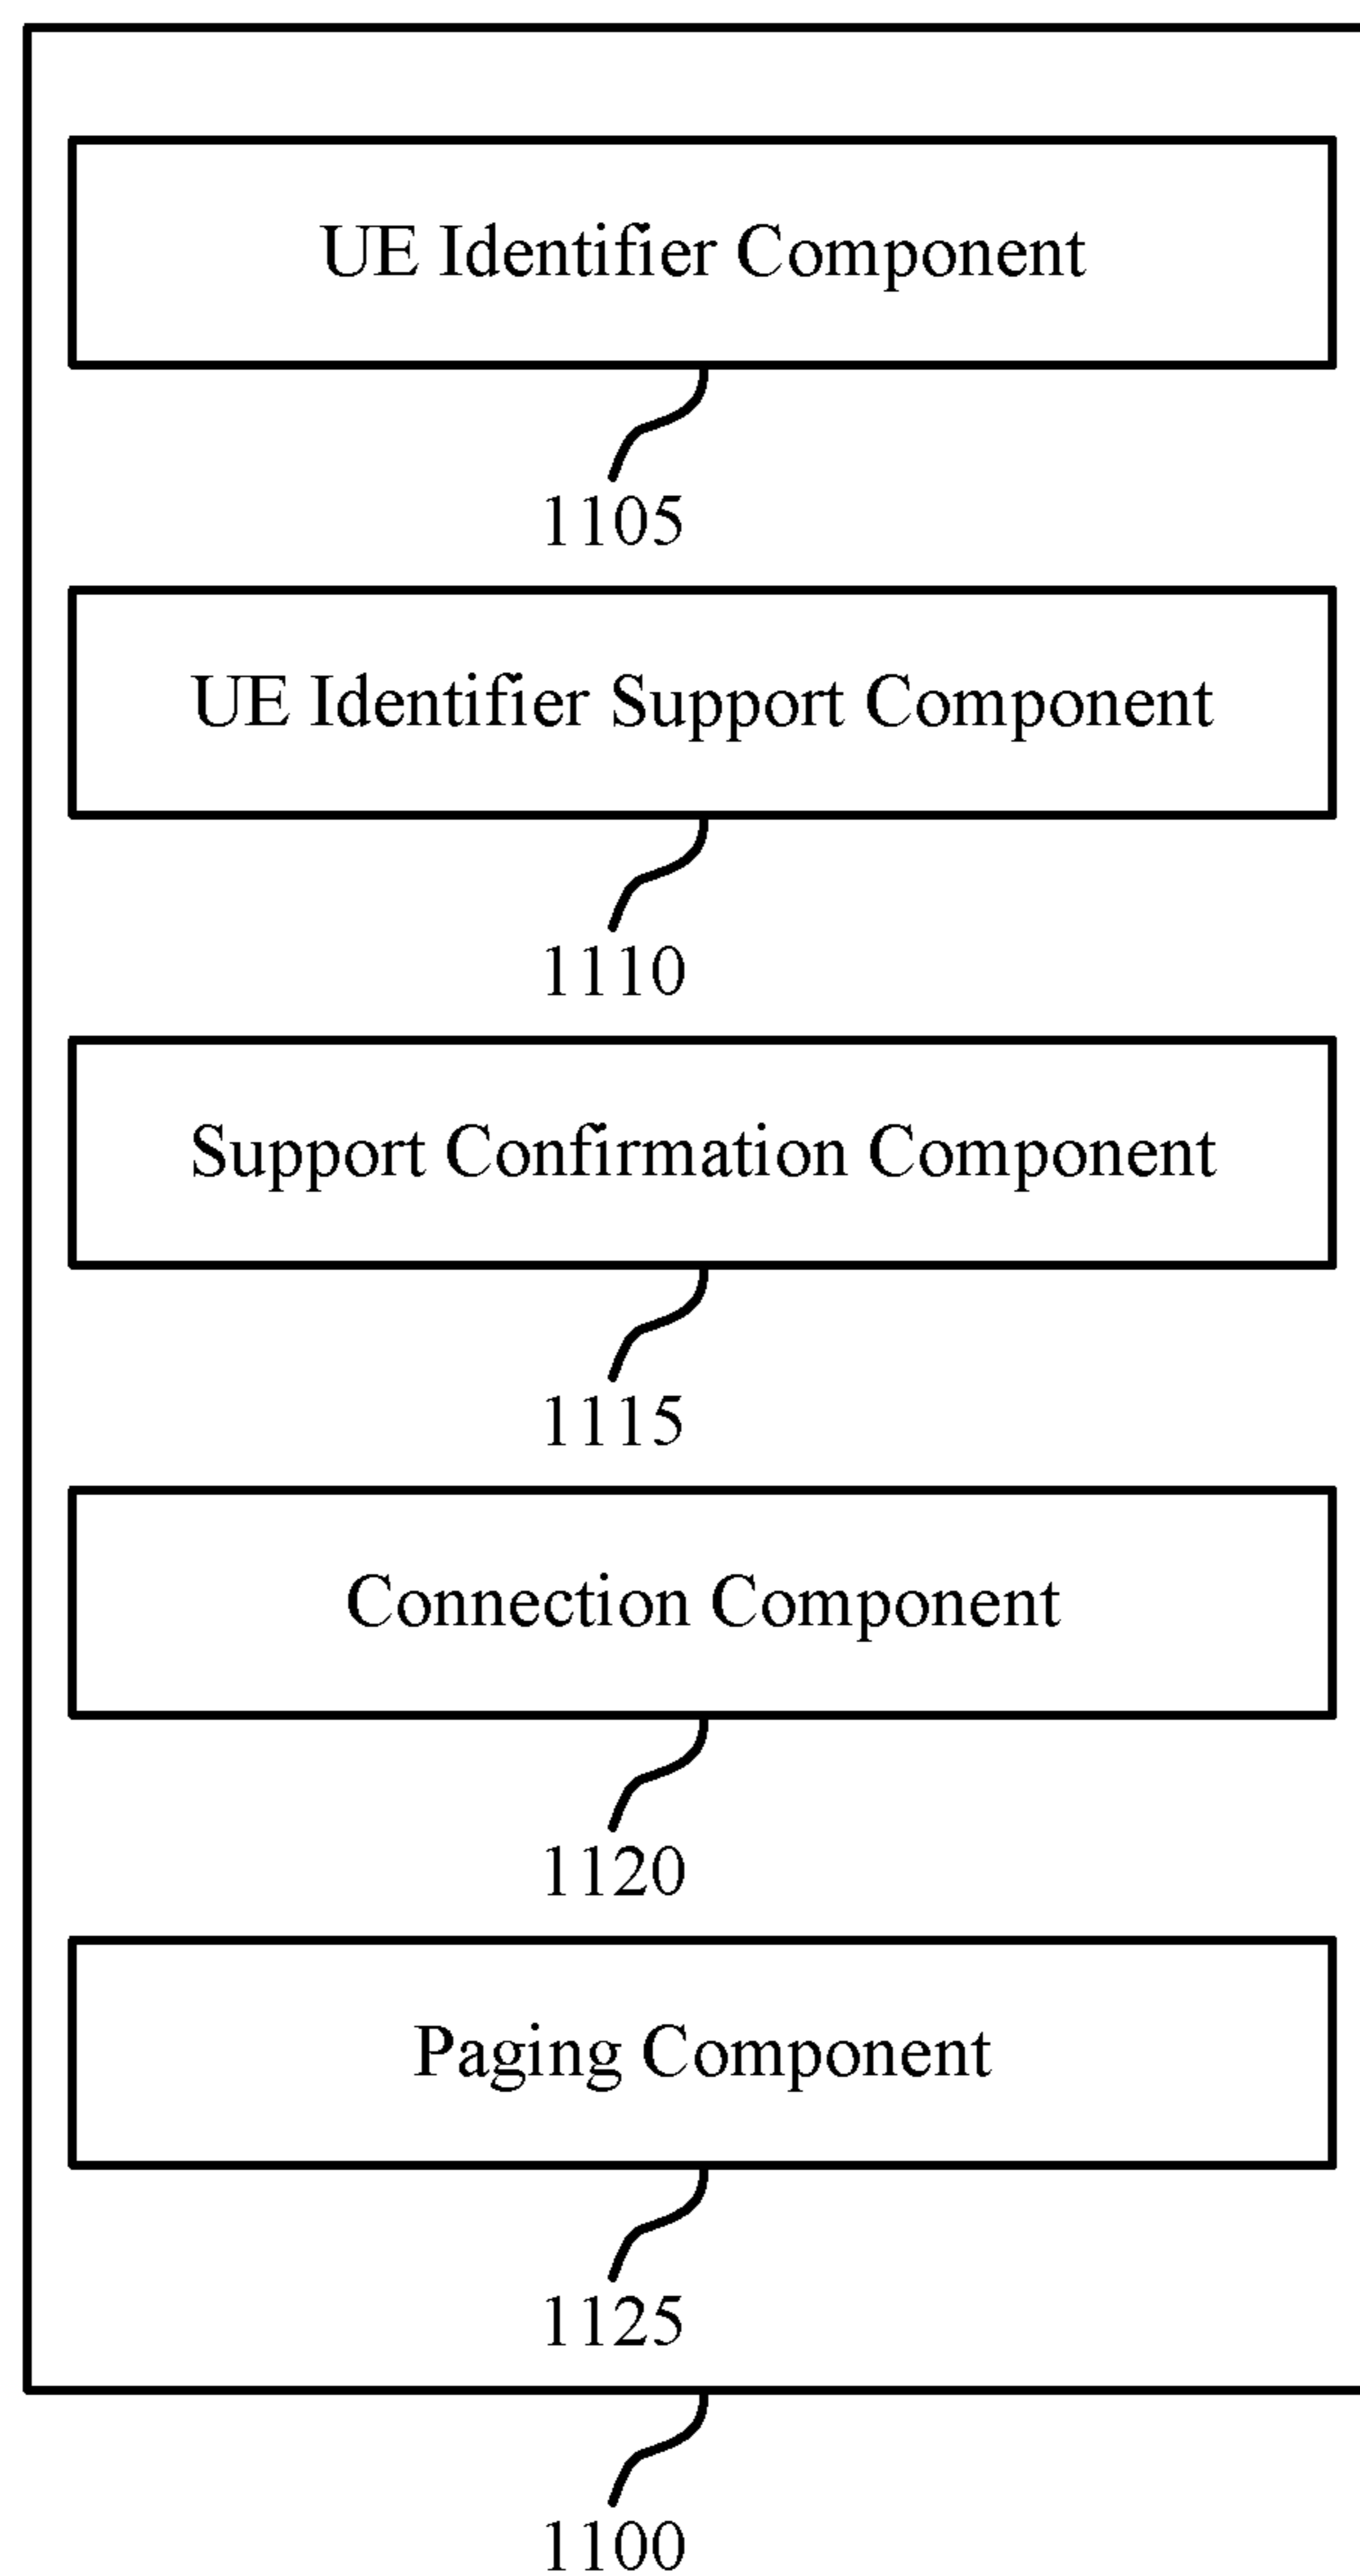 UE Identifier Component
1105
UE Identifier Support Component
1110
Support Confirmation Component
1115
Connection Component
1120
Paging Component
1125
1100